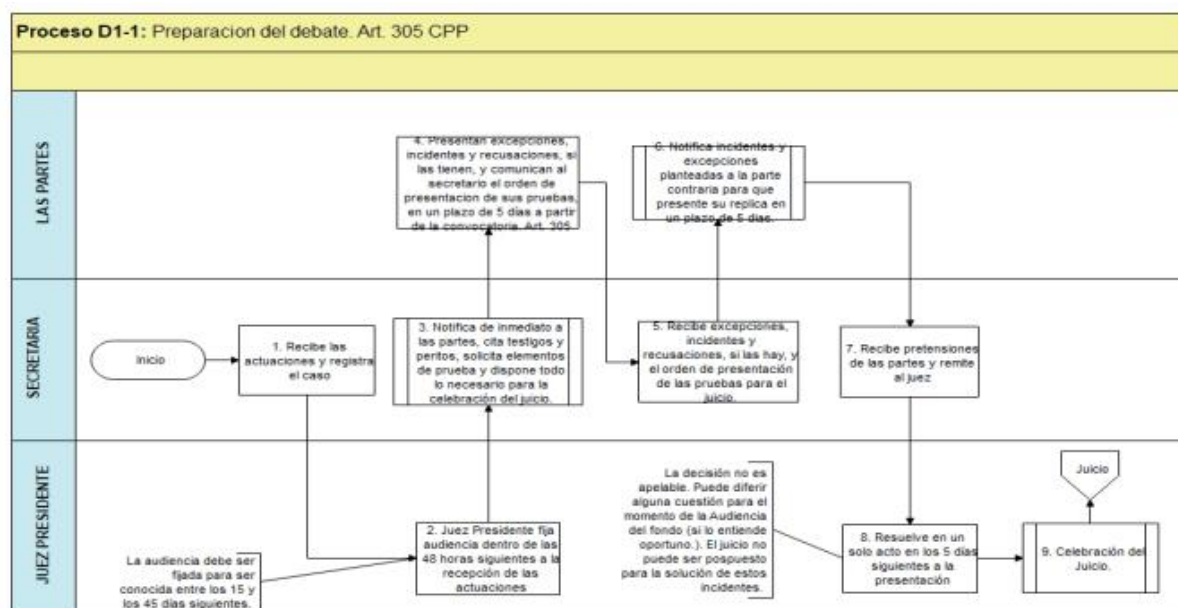 Proceso D1-1: Preparacion del debate. Art. 305 CPP
LAS PARTES
4. Presentan excepciones,
incidentes y recusaciones, si
las tienen, y comunican al
secretario el orden de
presentacion de sus pruebas,
en un plazo de 5 días a partir
de la convocatoria. Art. 305
6. Notifica incidentes y
excepciones
planteadas a la parte
contraria para que
presente su replica en
un plazo de 5 días.
SECRETARIA
Inicio
1. Recibe las
actuaciones y registra
el caso
3. Notifica de inmediato a
las partes, cita testigos y
peritos, solicita elementos
de prueba y dispone todo
lo necesario para la
celebración del juicio.
5. Recibe excepciones,
incidentes y
recusaciones, si las hay, y
el orden de presentación
de las pruebas para el
juicio.
7. Recibe pretensiones
de las partes y remite
al juez
JUEZ PRESIDENTE
La audiencia debe ser
fijada para ser
conocida entre los 15 y
los 45 días siguientes.
2. Juez Presidente fija
audiencia dentro de las
48 horas siguientes a la
recepción de las
actuaciones
La decisión no es
apelable. Puede diferir
alguna cuestión para el
momento de la Audiencia
del fondo (si lo entiende
oportuno.). El juicio no
puede ser pospuesto
para la solución de estos
incidentes.
8. Resuelve en un
solo acto en los 5 días
siguientes a la
presentación
Juicio
9. Celebración del
Juicio.